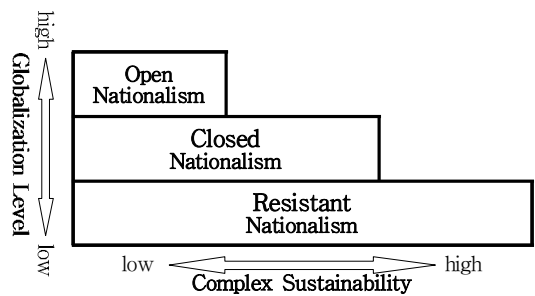 high
Globalization Level
low
Open
Nationalism
Closed
Nationalism
Resistant
Nationalism
low
high
Complex Sustainability